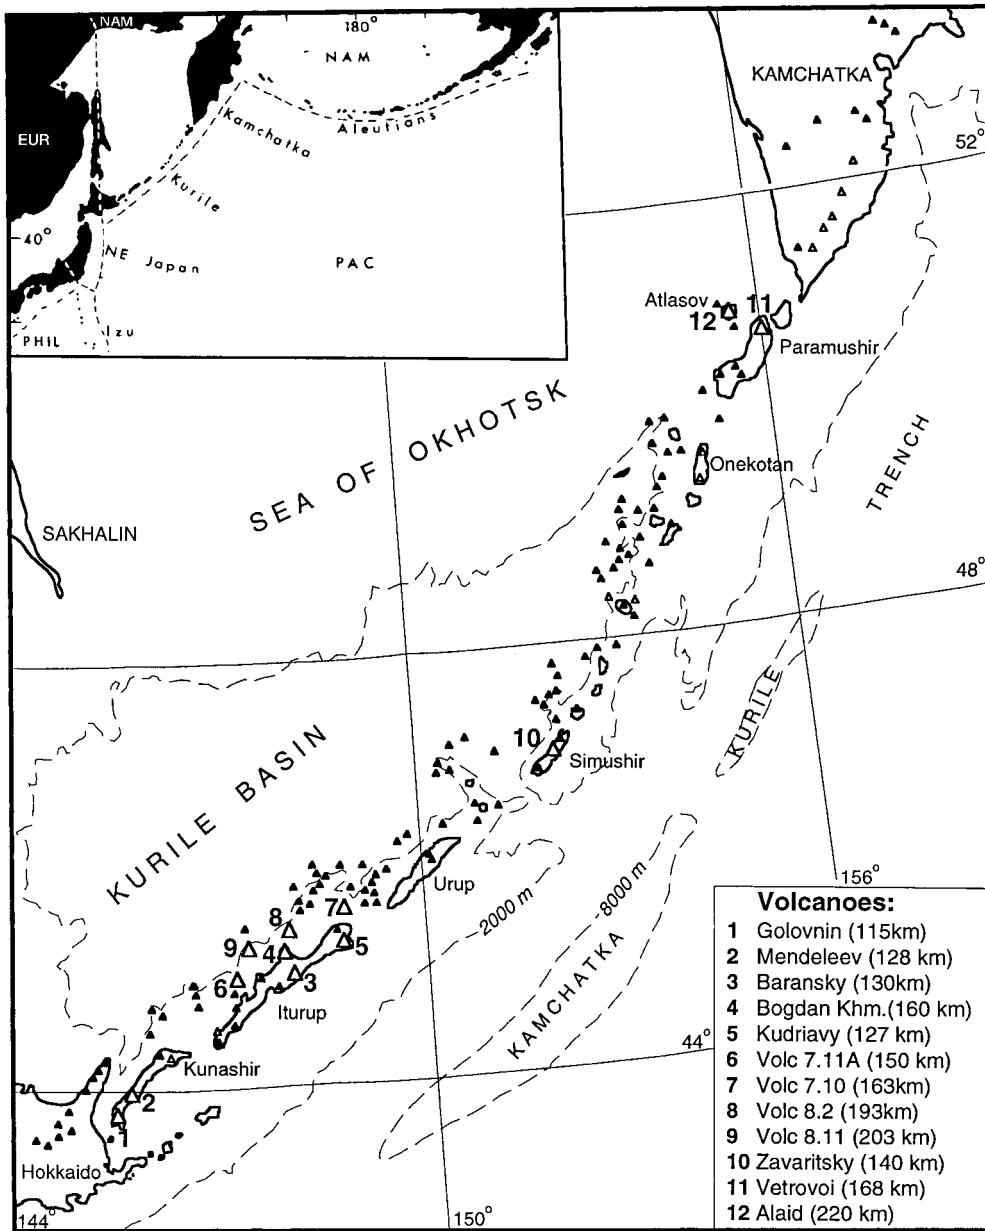 NAM
180°
NAM
KAMCHATKA
EUR
Aleutians
Kamchatka
52°
Kurile
40°
NE Japan
PAC
Atlasov
11
12
Izu
PHIL
Paramushir
SEA OF OKHOTSK
TRENCH
Onekotan
SAKHALIN
48°
KURILE
10
Simushir
KURILE BASIN
156°
Urup
2000 m
8000 m
7
8
9
4
5
6
3
Iturup
KAMCHATKA
44°
Kunashir
2
1
Hokkaido
144°
150°
Volcanoes:
1 Golovnin (115km)
2 Mendeleev (128 km)
3 Baransky (130km)
4 Bogdan Khm.(160 km)
5 Kudriavy (127 km)
6 Volc 7.11A (150 km)
7 Volc 7.10 (163km)
8 Volc 8.2 (193km)
9 Volc 8.11 (203 km)
10 Zavaritsky (140 km)
11 Vetrovoi (168 km)
12 Alaid (220 km)